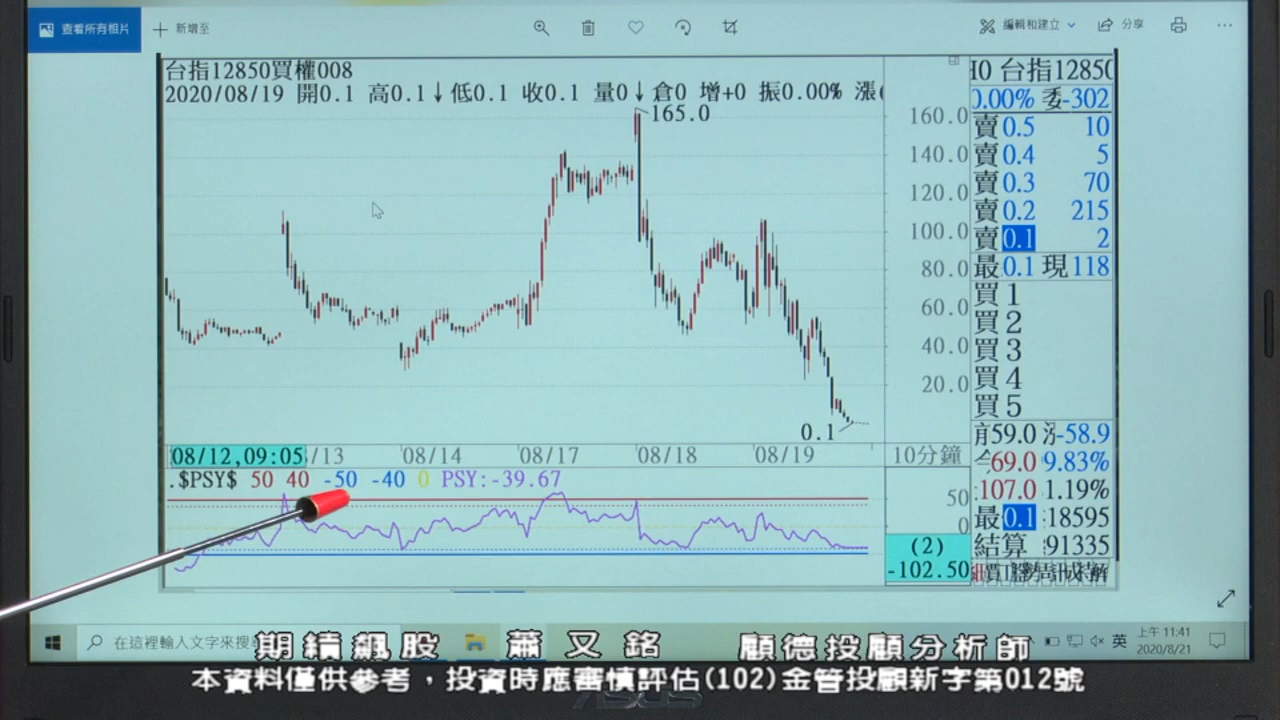 查看所有相片
新增至
編輯和建立
分享
台指12850買權008
2020/08/19 開0.1 高0.1↓低0.1 收0.1 量0↓倉0 增+0 振0.00% 漲
165.0
0.1
160.0
140.0
120.0
100.0
80.0
60.0
40.0
20.0
08/12,09:05
/13
08/14
08/17
08/18
08/19
10分鐘
.$PSY$ 50 40 -50 -40 0 PSY:-39.67
50
0
(2)
-102.50
台指12850
0.00% 委-302
賣0.5 10
賣0.4 5
賣0.3 70
賣0.2 215
賣0.1 2
最0.1 現118
買1
買2
買3
買4
買5
59.0 -58.9
69.0 9.83%
107.0 1.19%
最0.1 18595
結算 91335
在這裡輸入文字來搜
英
上午 11:41
2020/8/21
期績飆股 蕭又銘 顧德投顧分析師
本資料僅供參考，投資時應審慎評估(102)金管投顧新字第012號
ASUS